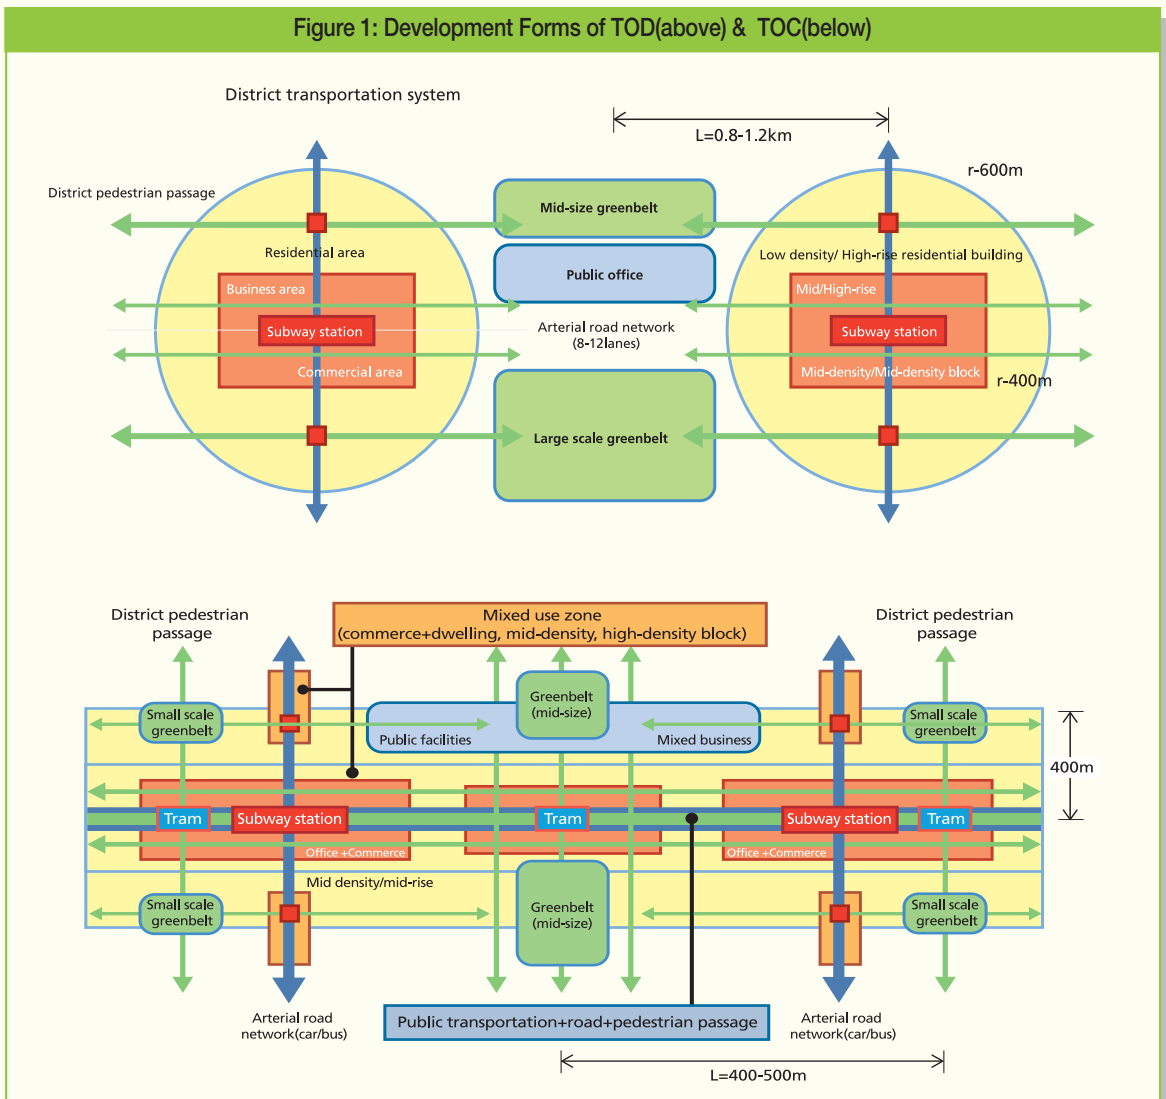 Figure 1: Development Forms of TOD(above) & TOC(below)
District transportation system
L=0.8-1.2km
r-600m
District pedestrian passage
Mid-size greenbelt
Residential area
Low density/ High-rise residential building
Public office
Business area
Mid/High-rise
Subway station
Arterial road network
(8-12lanes)
Subway station
Commercial area
Mid-density/Mid-density block
r-400m
Large scale greenbelt
District pedestrian
passage
Mixed use zone
(commerce+dwelling, mid-density, high-density block)
District pedestrian
passage
Small scale
greenbelt
Greenbelt
(mid-size)
Small scale
greenbelt
Public facilities
Mixed business
400m
Tram
Subway station
Tram
Subway station
Tram
Office +Commerce
Office +Commerce
Mid density/mid-rise
Small scale
greenbelt
Greenbelt
(mid-size)
Small scale
greenbelt
Arterial road
network(car/bus)
Public transportation+road+pedestrian passage
Arterial road
network(car/bus)
L=400-500m